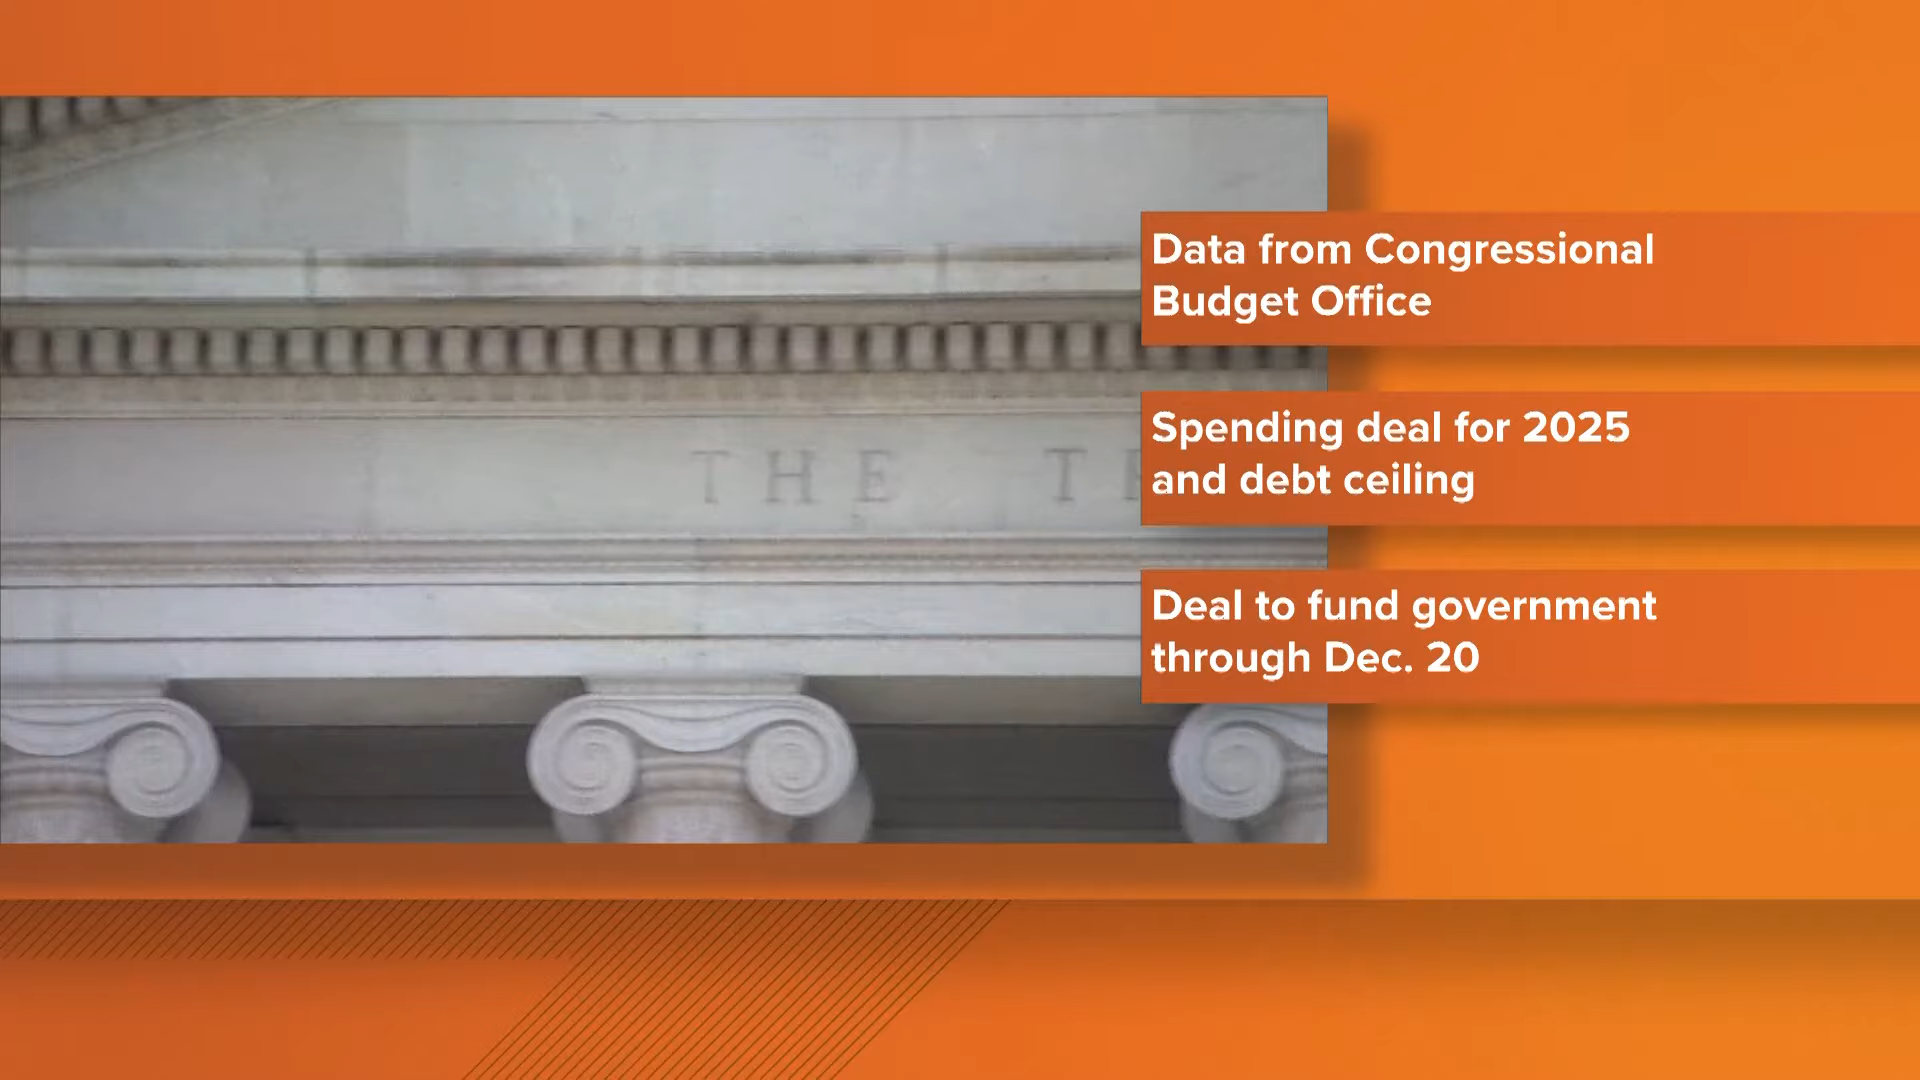 Data from Congressional
Budget Office
THE
Spending deal for 2025
and debt ceiling
Deal to fund government
through Dec. 20